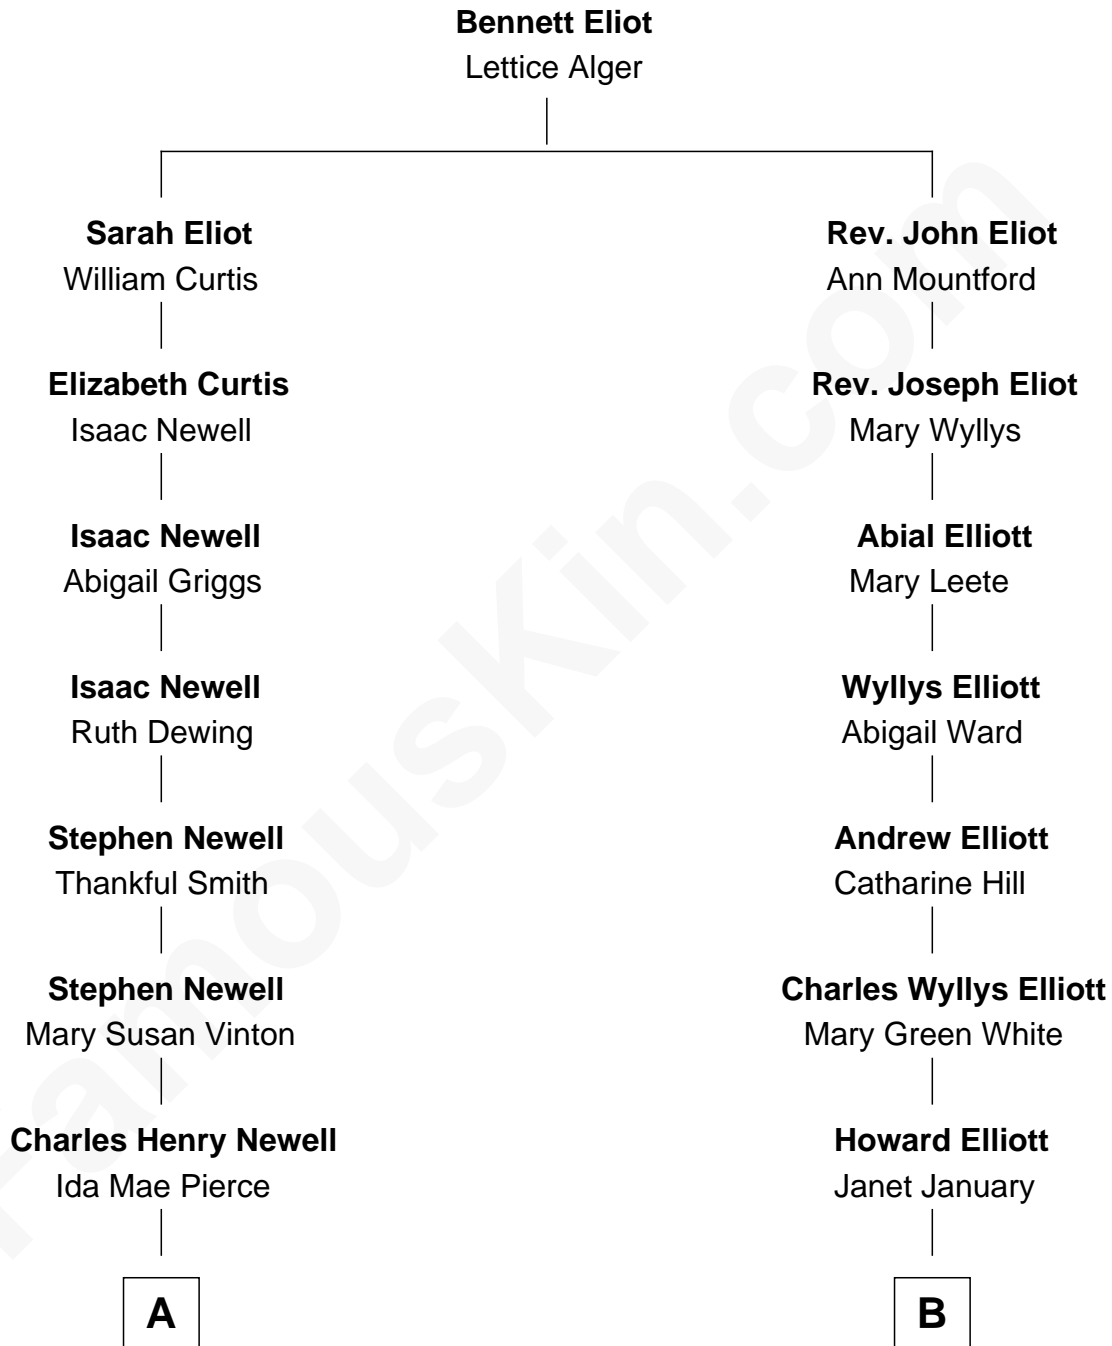 Bennett Eliot
Lettice Alger
Sarah Eliot
William Curtis
Rev. John Eliot
Ann Mountford
Elizabeth Curtis
Isaac Newell
Rev. Joseph Eliot
Mary Wyllys
Isaac Newell
Abigail Griggs
Abial Elliott
Mary Leete
Isaac Newell
Ruth Dewing
Wyllys Elliott
Abigail Ward
Stephen Newell
Thankful Smith
Andrew Elliott
Catharine Hill
Stephen Newell
Mary Susan Vinton
Charles Wyllys Elliott
Mary Green White
Charles Henry Newell
Ida Mae Pierce
Howard Elliott
Janet January
A
B
FamousKin.com